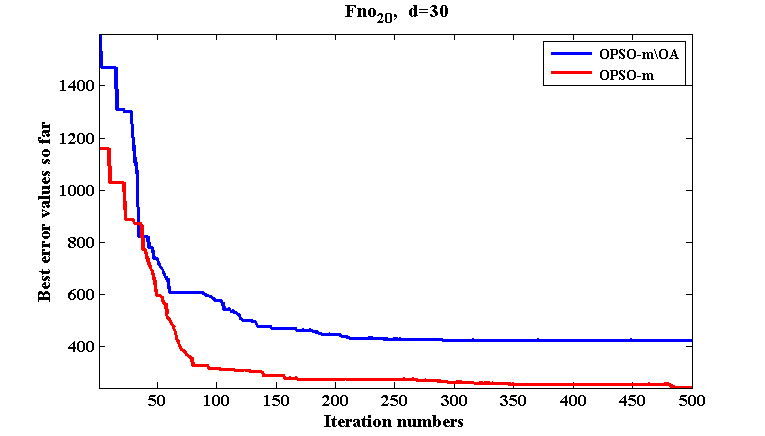 Fno20, d=30
OPSO-m\OA
OPSO-m
Best error values so far
1400
1200
1000
800
600
400
50 100 150 200 250 300 350 400 450 500
Iteration numbers